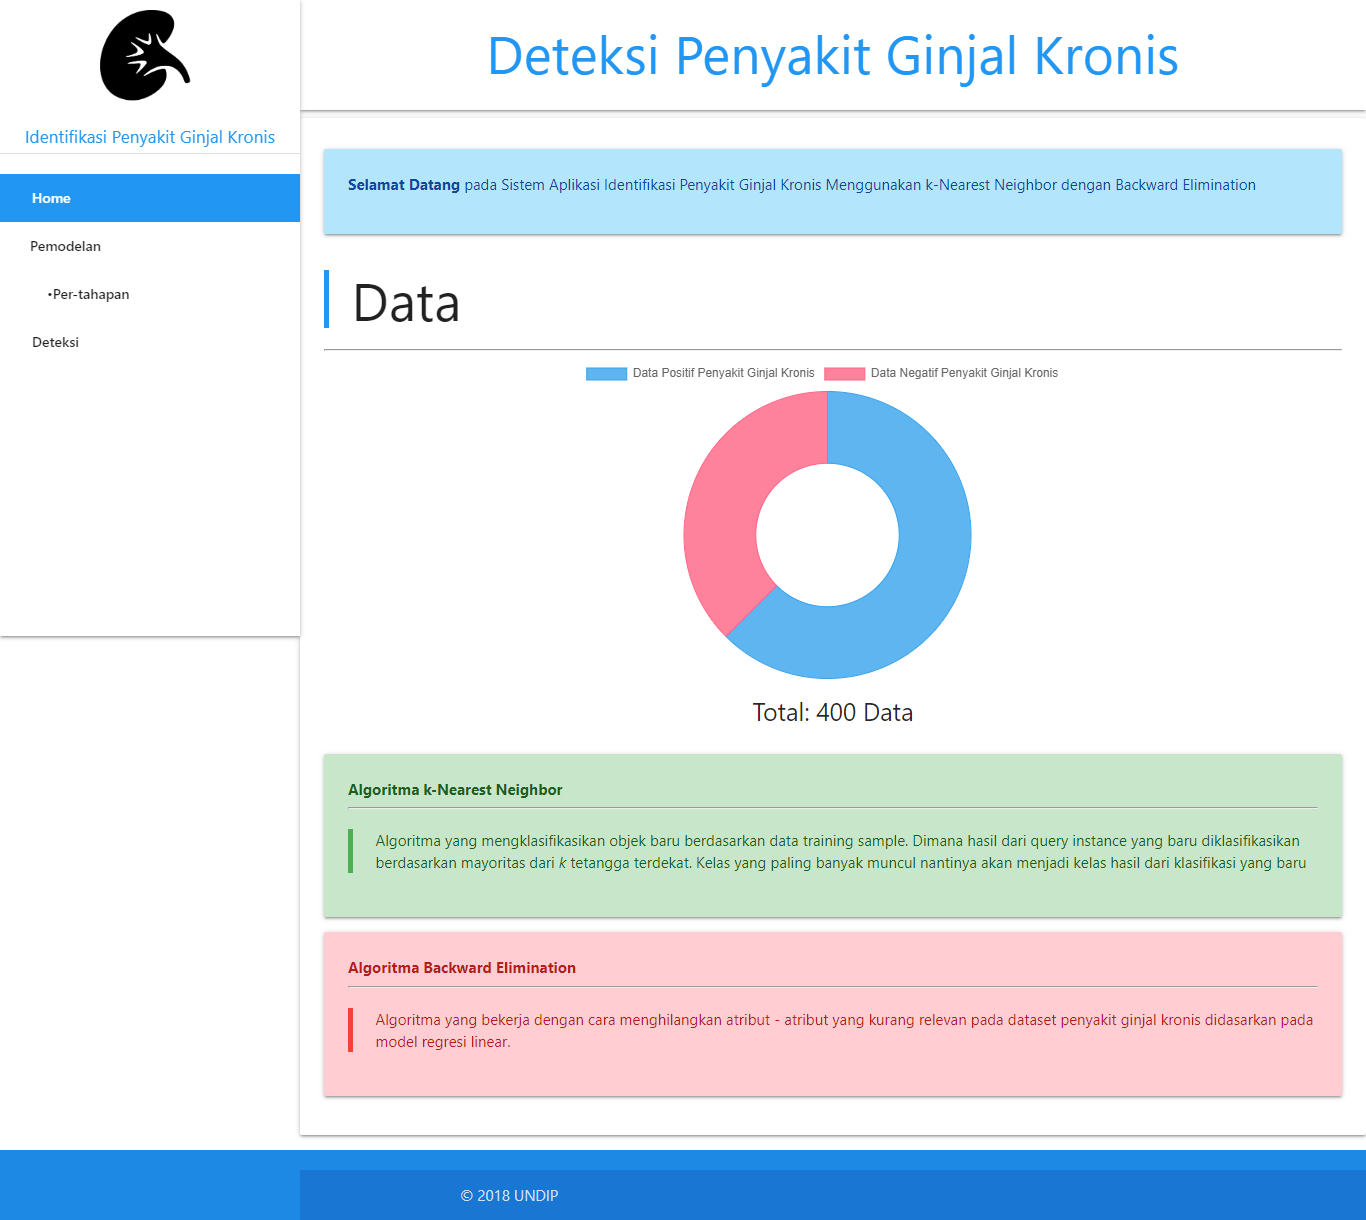 Identifikasi Penyakit Ginjal Kronis
Home
Pemodelan
•Per-tahapan
Deteksi
Deteksi Penyakit Ginjal Kronis
Selamat Datang pada Sistem Aplikasi Identifikasi Penyakit Ginjal Kronis Menggunakan k-Nearest Neighbor dengan Backward Elimination
Data
Data Positif Penyakit Ginjal Kronis Data Negatif Penyakit Ginjal Kronis
Total: 400 Data
Algoritma k-Nearest Neighbor
Algoritma yang mengklasifikasikan objek baru berdasarkan data training sample. Dimana hasil dari query instance yang baru diklasifikasikan
berdasarkan mayoritas dari k tetangga terdekat. Kelas yang paling banyak muncul nantinya akan menjadi kelas hasil dari klasifikasi yang baru
Algoritma Backward Elimination
Algoritma yang bekerja dengan cara menghilangkan atribut - atribut yang kurang relevan pada dataset penyakit ginjal kronis didasarkan pada
model regresi linear.
© 2018 UNDIP